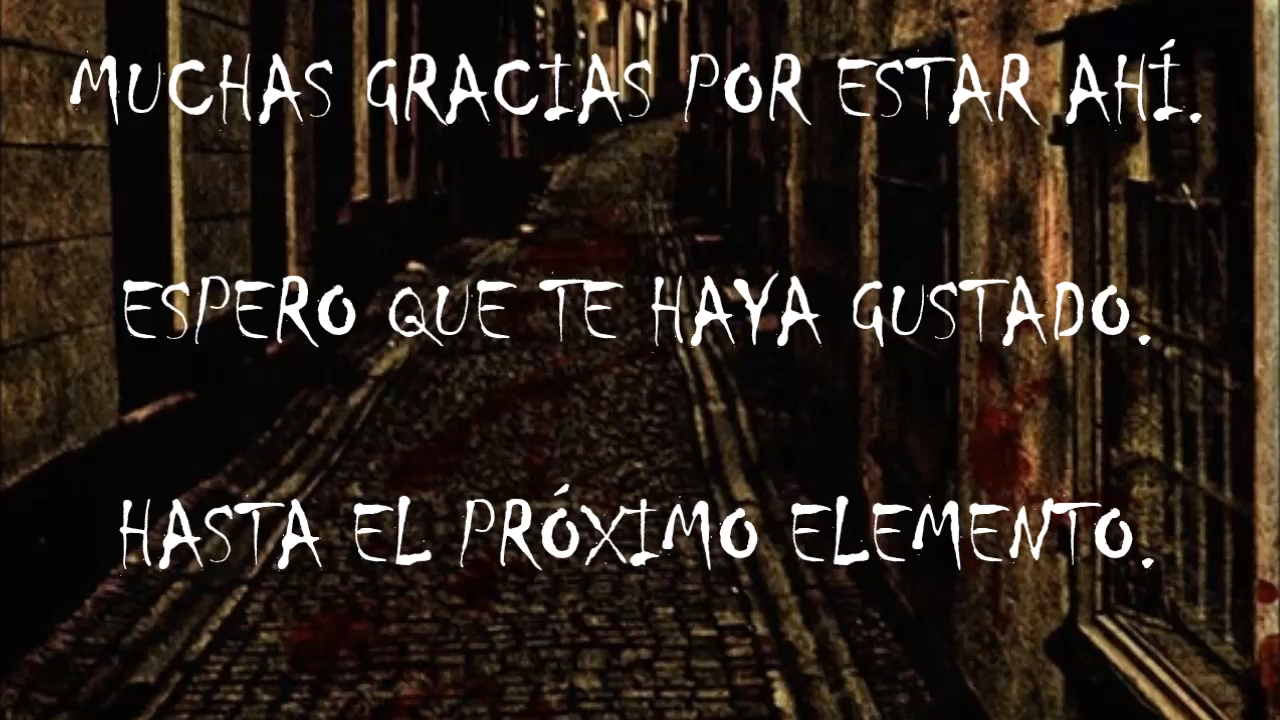 MUCHAS GRACIAS POR ESTAR AHÍ.
ESPERO QUE TE HAYA GUSTADO.
HASTA EL PRÓXIMO ELEMENTO.